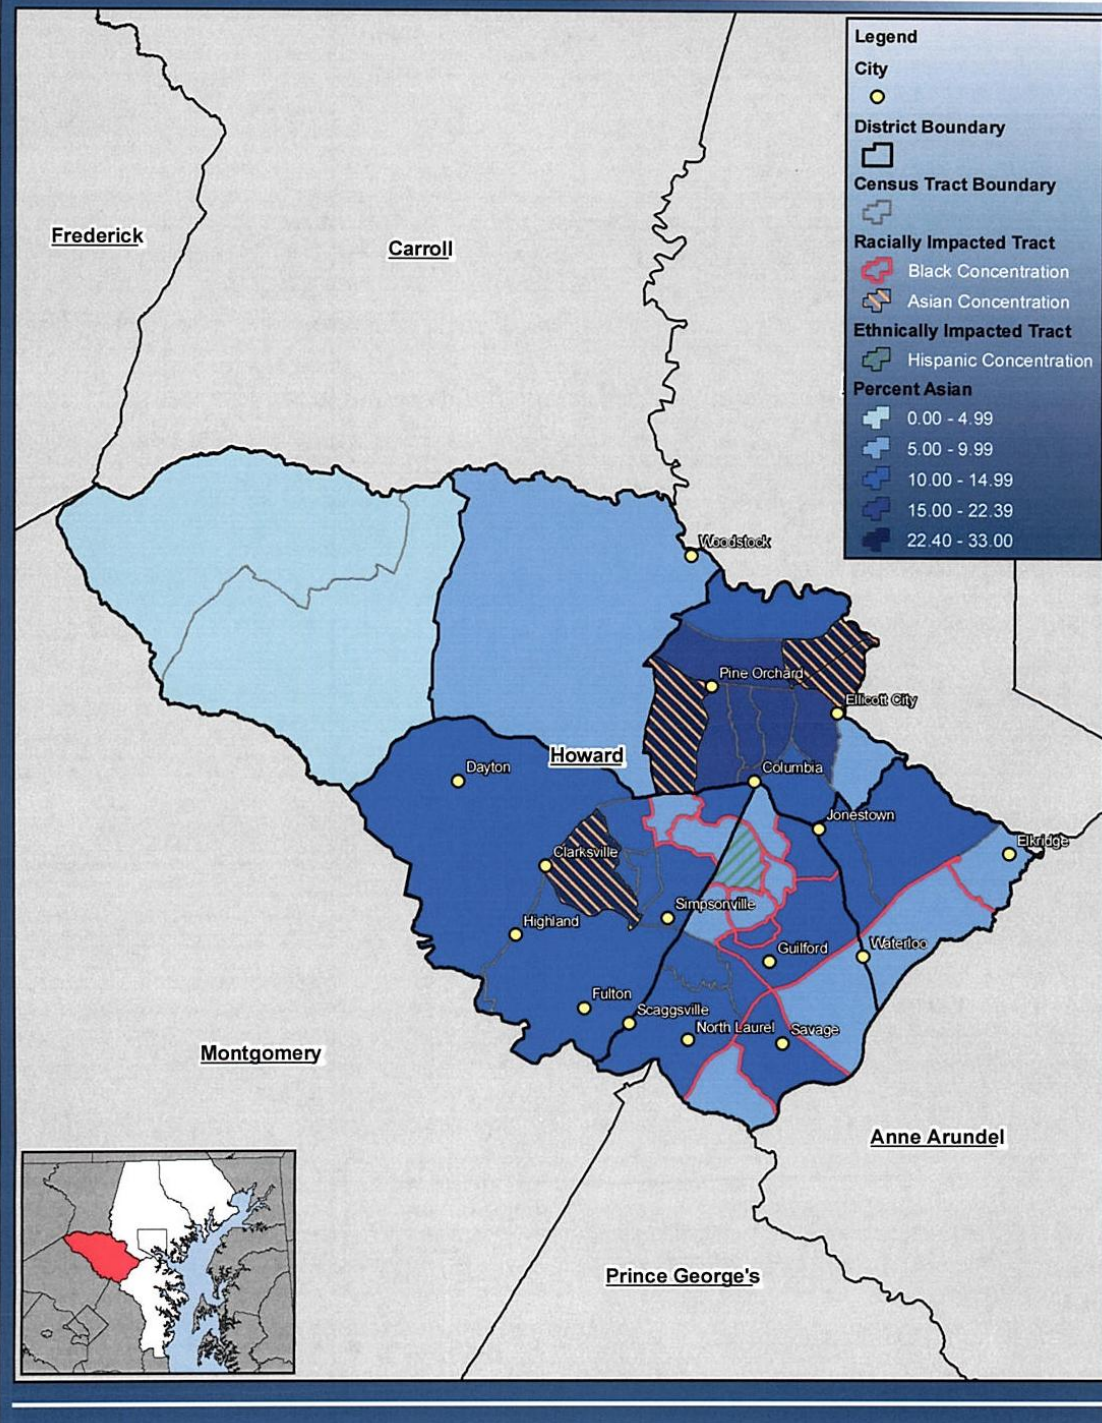 Legend
City
District Boundary
Census Tract Boundary
Racially Impacted Tract
Black Concentration
Asian Concentration
Ethnically Impacted Tract
Hispanic Concentration
Percent Asian
0.00 - 4.99
5.00 - 9.99
10.00 - 14.99
15.00 - 22.39
22.40 - 33.00
Frederick
Carroll
Woodstock
Pine Orchard
Ellicott City
Howard
Dayton
Columbia
Jonestown
Elkridge
Clarksville
Simpsonville
Highland
Guilford
Waterloo
Fulton
Scaggsville
North Laurel
Savage
Montgomery
Anne Arundel
Prince George's